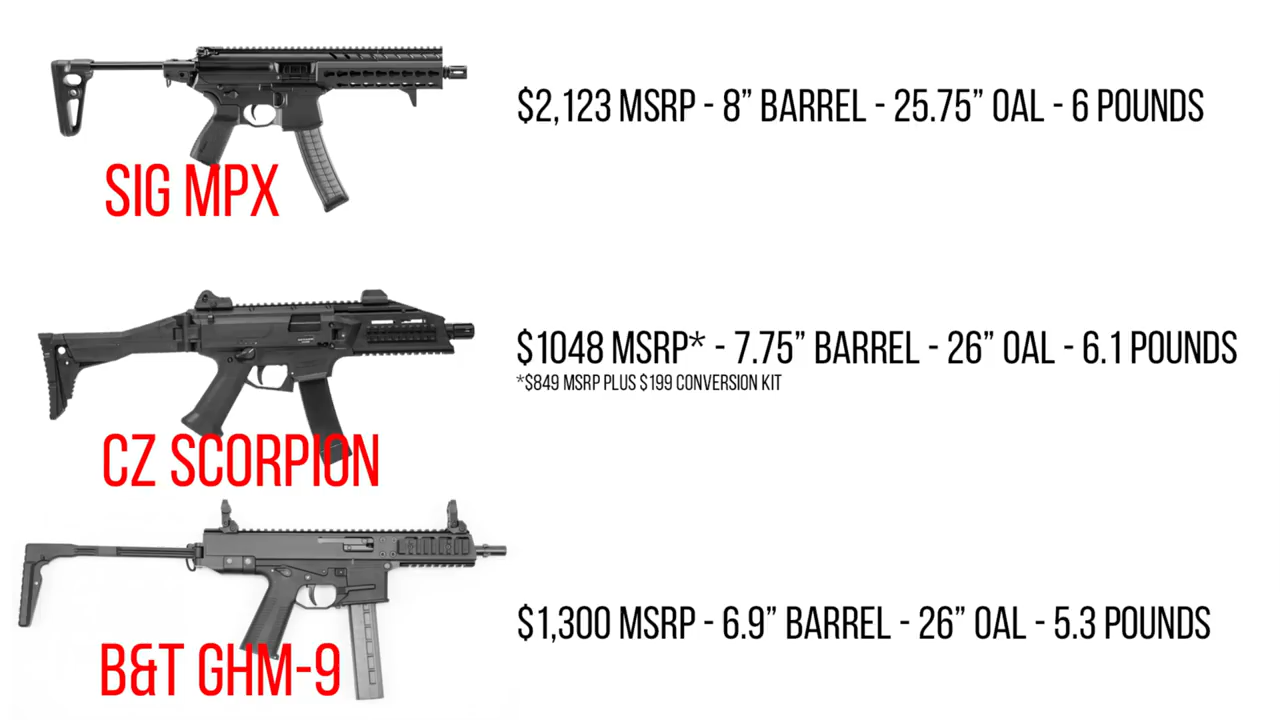 $2,123 MSRP - 8” BARREL - 25.75” OAL - 6 POUNDS
SIG MPX
$1048 MSRP* - 7.75” BARREL - 26” OAL - 6.1 POUNDS
*$849 MSRP PLUS $199 CONVERSION KIT
CZ SCORPION
$1,300 MSRP - 6.9” BARREL - 26” OAL - 5.3 POUNDS
B&T GHM-9